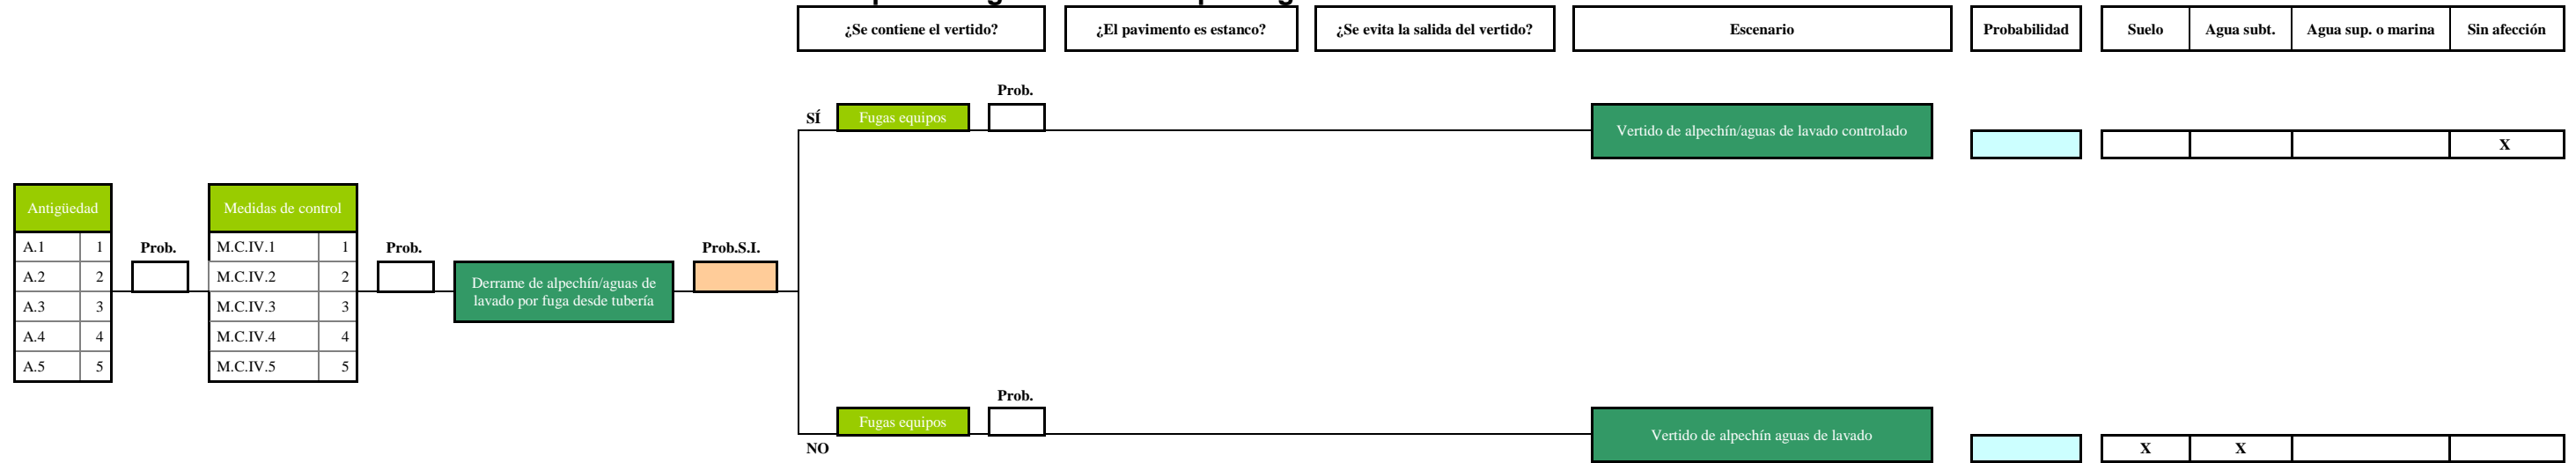 ¿Se contiene el vertido? ¿El pavimento es estanco? ¿Se evita la salida del vertido? Escenario Probabilidad Suelo Agua subt. Agua sup. o marina Sin afección
Prob.
SÍ Fugas equipos
Vertido de alpechín/aguas de lavado controlado
X
Antigüedad Medidas de control
A.1 1 Prob. M.C.IV.1 1 Prob. Prob.S.I.
A.2 2 M.C.IV.2 2
Derrame de alpechín/aguas de
lavado por fuga desde tubería
A.3 3 M.C.IV.3 3
A.4 4 M.C.IV.4 4
A.5 5 M.C.IV.5 5
Prob.
Fugas equipos
Vertido de alpechín aguas de lavado
NO X X